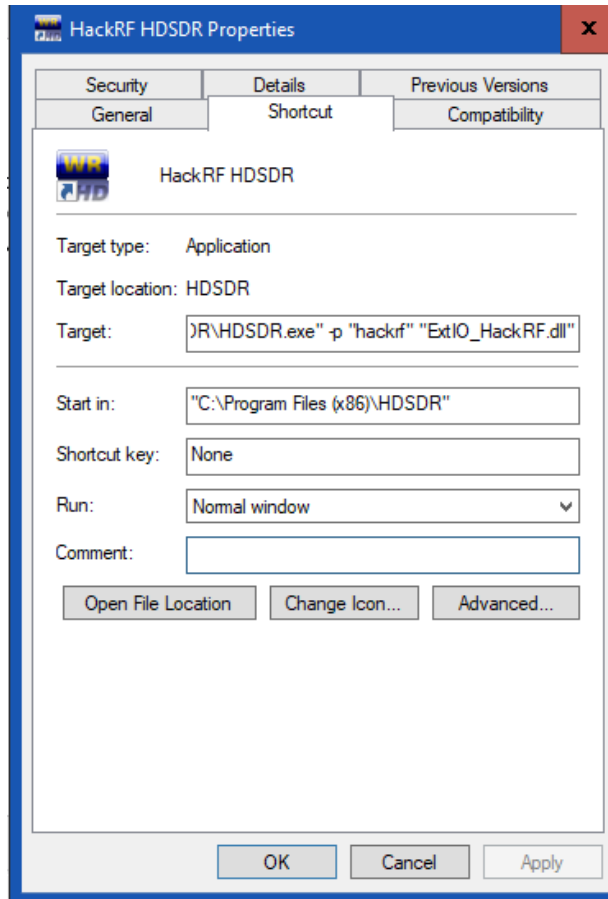 HackRF HDSDR Properties
x
Security Details Previous Versions
General Shortcut Compatibility
WR
HD
HackRF HDSDR
Target type: Application
Target location: HDSDR
Target: )R\HDSDR.exe" -p "hackrf" "ExtIO_HackRF.dll"
Start in: "C:\Program Files (x86)\HDSDR"
Shortcut key: None
Run: Normal window
Comment:
Open File Location Change Icon... Advanced...
OK Cancel Apply